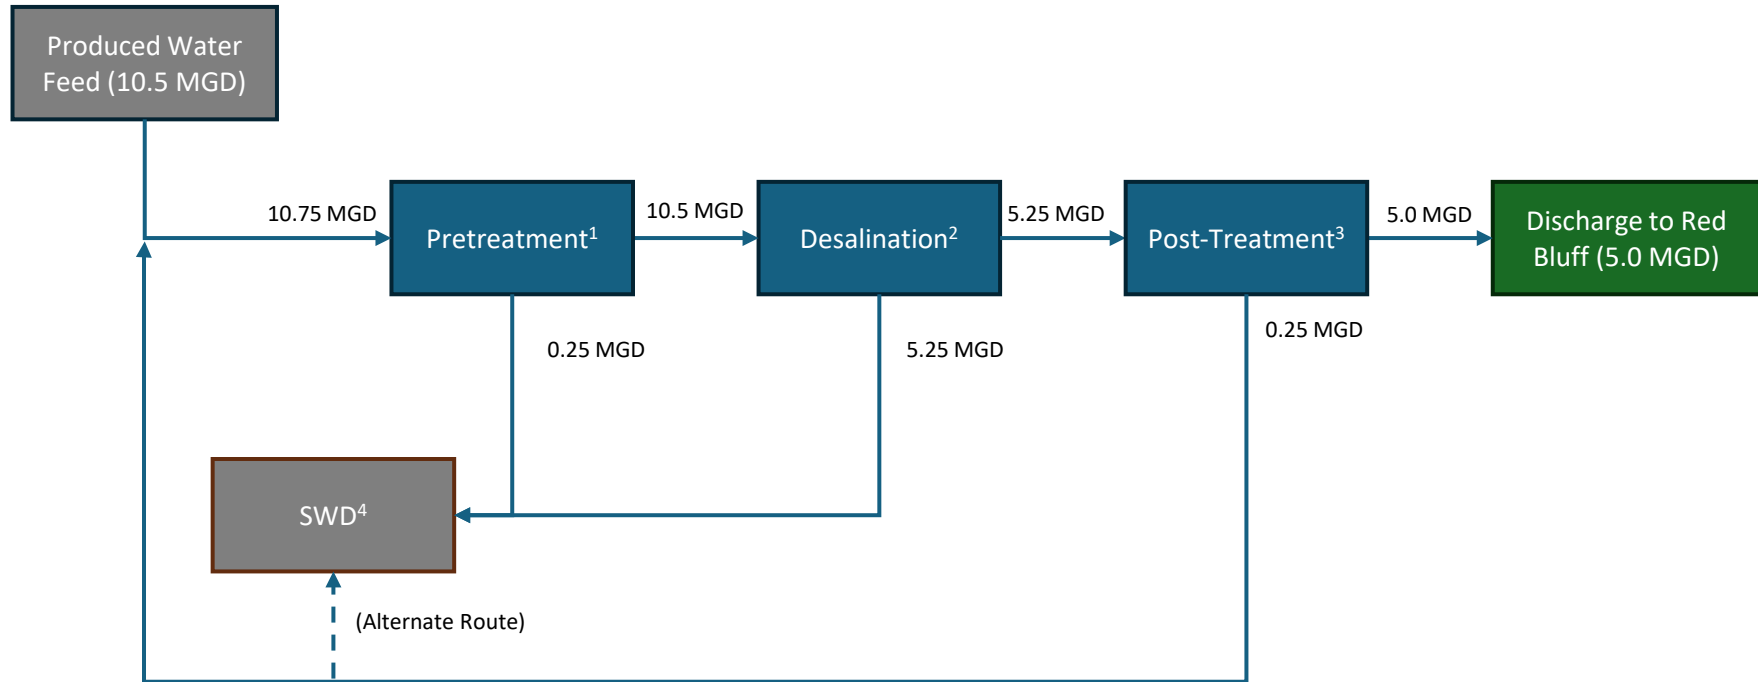 Produced Water
Feed (10.5 MGD)
10.75 MGD
Pretreatment¹
10.5 MGD
Desalination²
5.25 MGD
Post-Treatment³
5.0 MGD
Discharge to Red
Bluff (5.0 MGD)
0.25 MGD
5.25 MGD
0.25 MGD
SWD⁴
(Alternate Route)